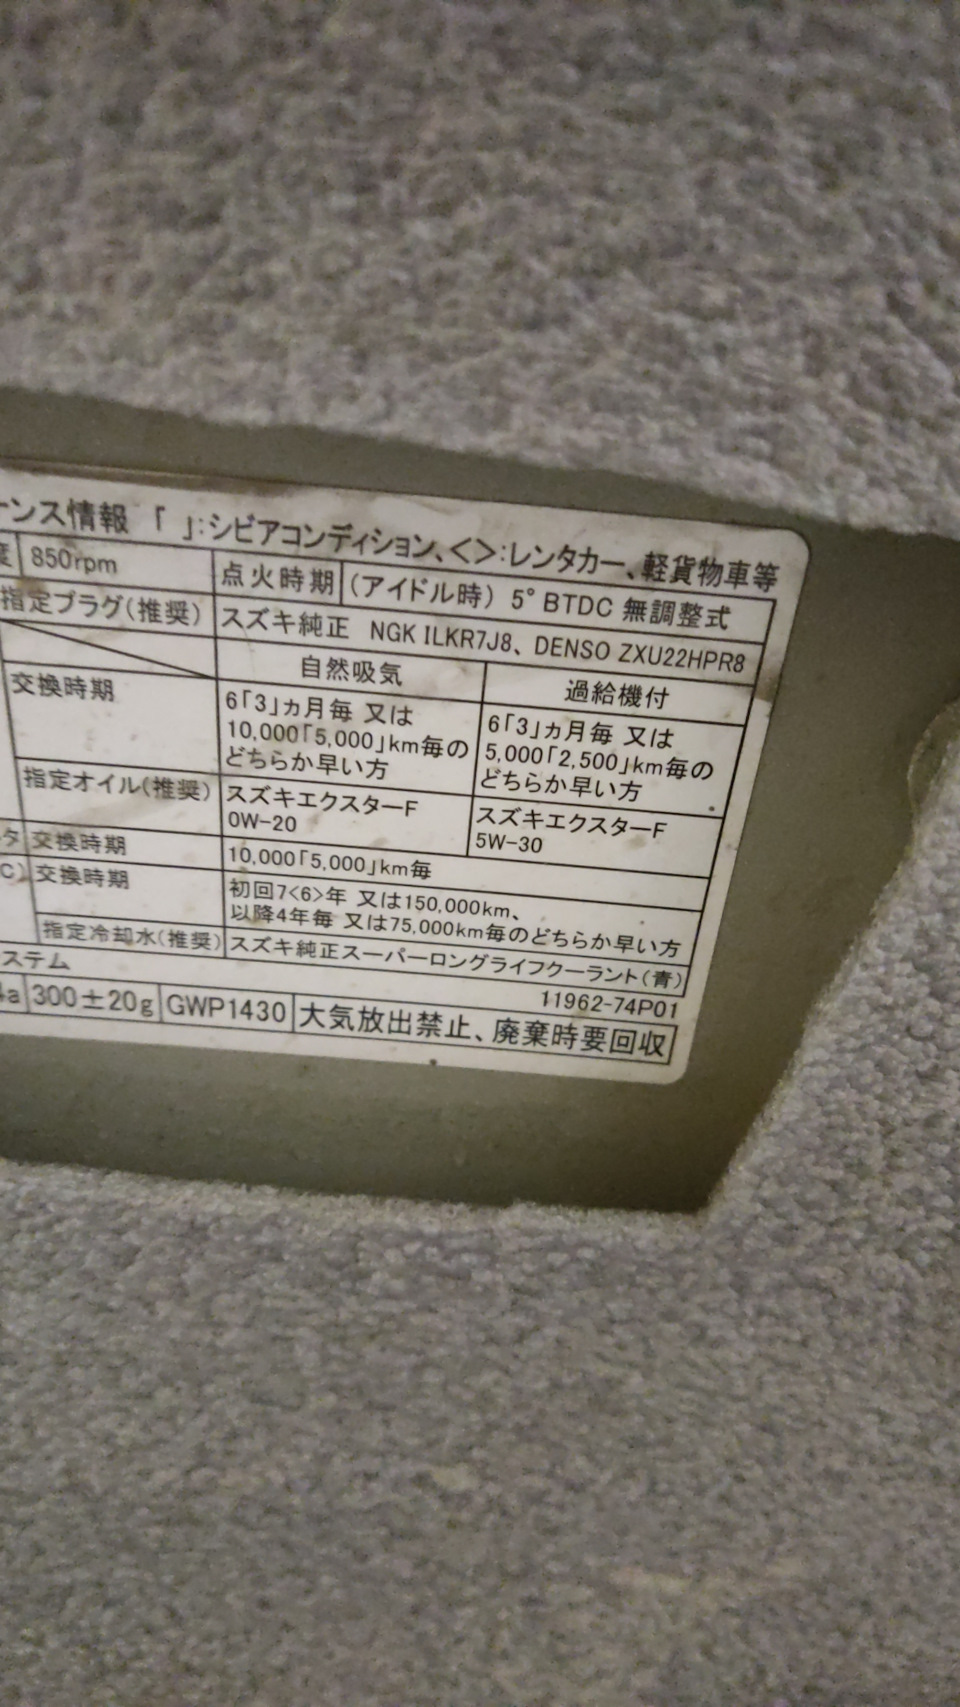 ナンス情報 「 」:シビアコンディション、<>:レンタカー、軽貨物車等
度 850rpm 点火時期 (アイドル時) 5°BTDC 無調整式
指定プラグ(推奨) スズキ純正 NGK ILKR7J8、DENSO ZXU22HPR8
自然吸気 過給機付
交換時期 6「3」ヵ月毎 又は 6「3」ヵ月毎 又は
10,000「5,000」km毎の 5,000「2,500」km毎の
どちらか早い方 どちらか早い方
指定オイル(推奨) スズキエクスターF スズキエクスターF
0W-20 5W-30
タ 交換時期 10,000「5,000」km毎
C) 交換時期 初回7<6>年 又は150,000km、
以降4年毎 又は75,000km毎のどちらか早い方
指定冷却水(推奨) スズキ純正スーパーロングライフクーラント(青)
ステム 11962-74P01
4a 300±20g GWP1430 大気放出禁止、廃棄時要回収